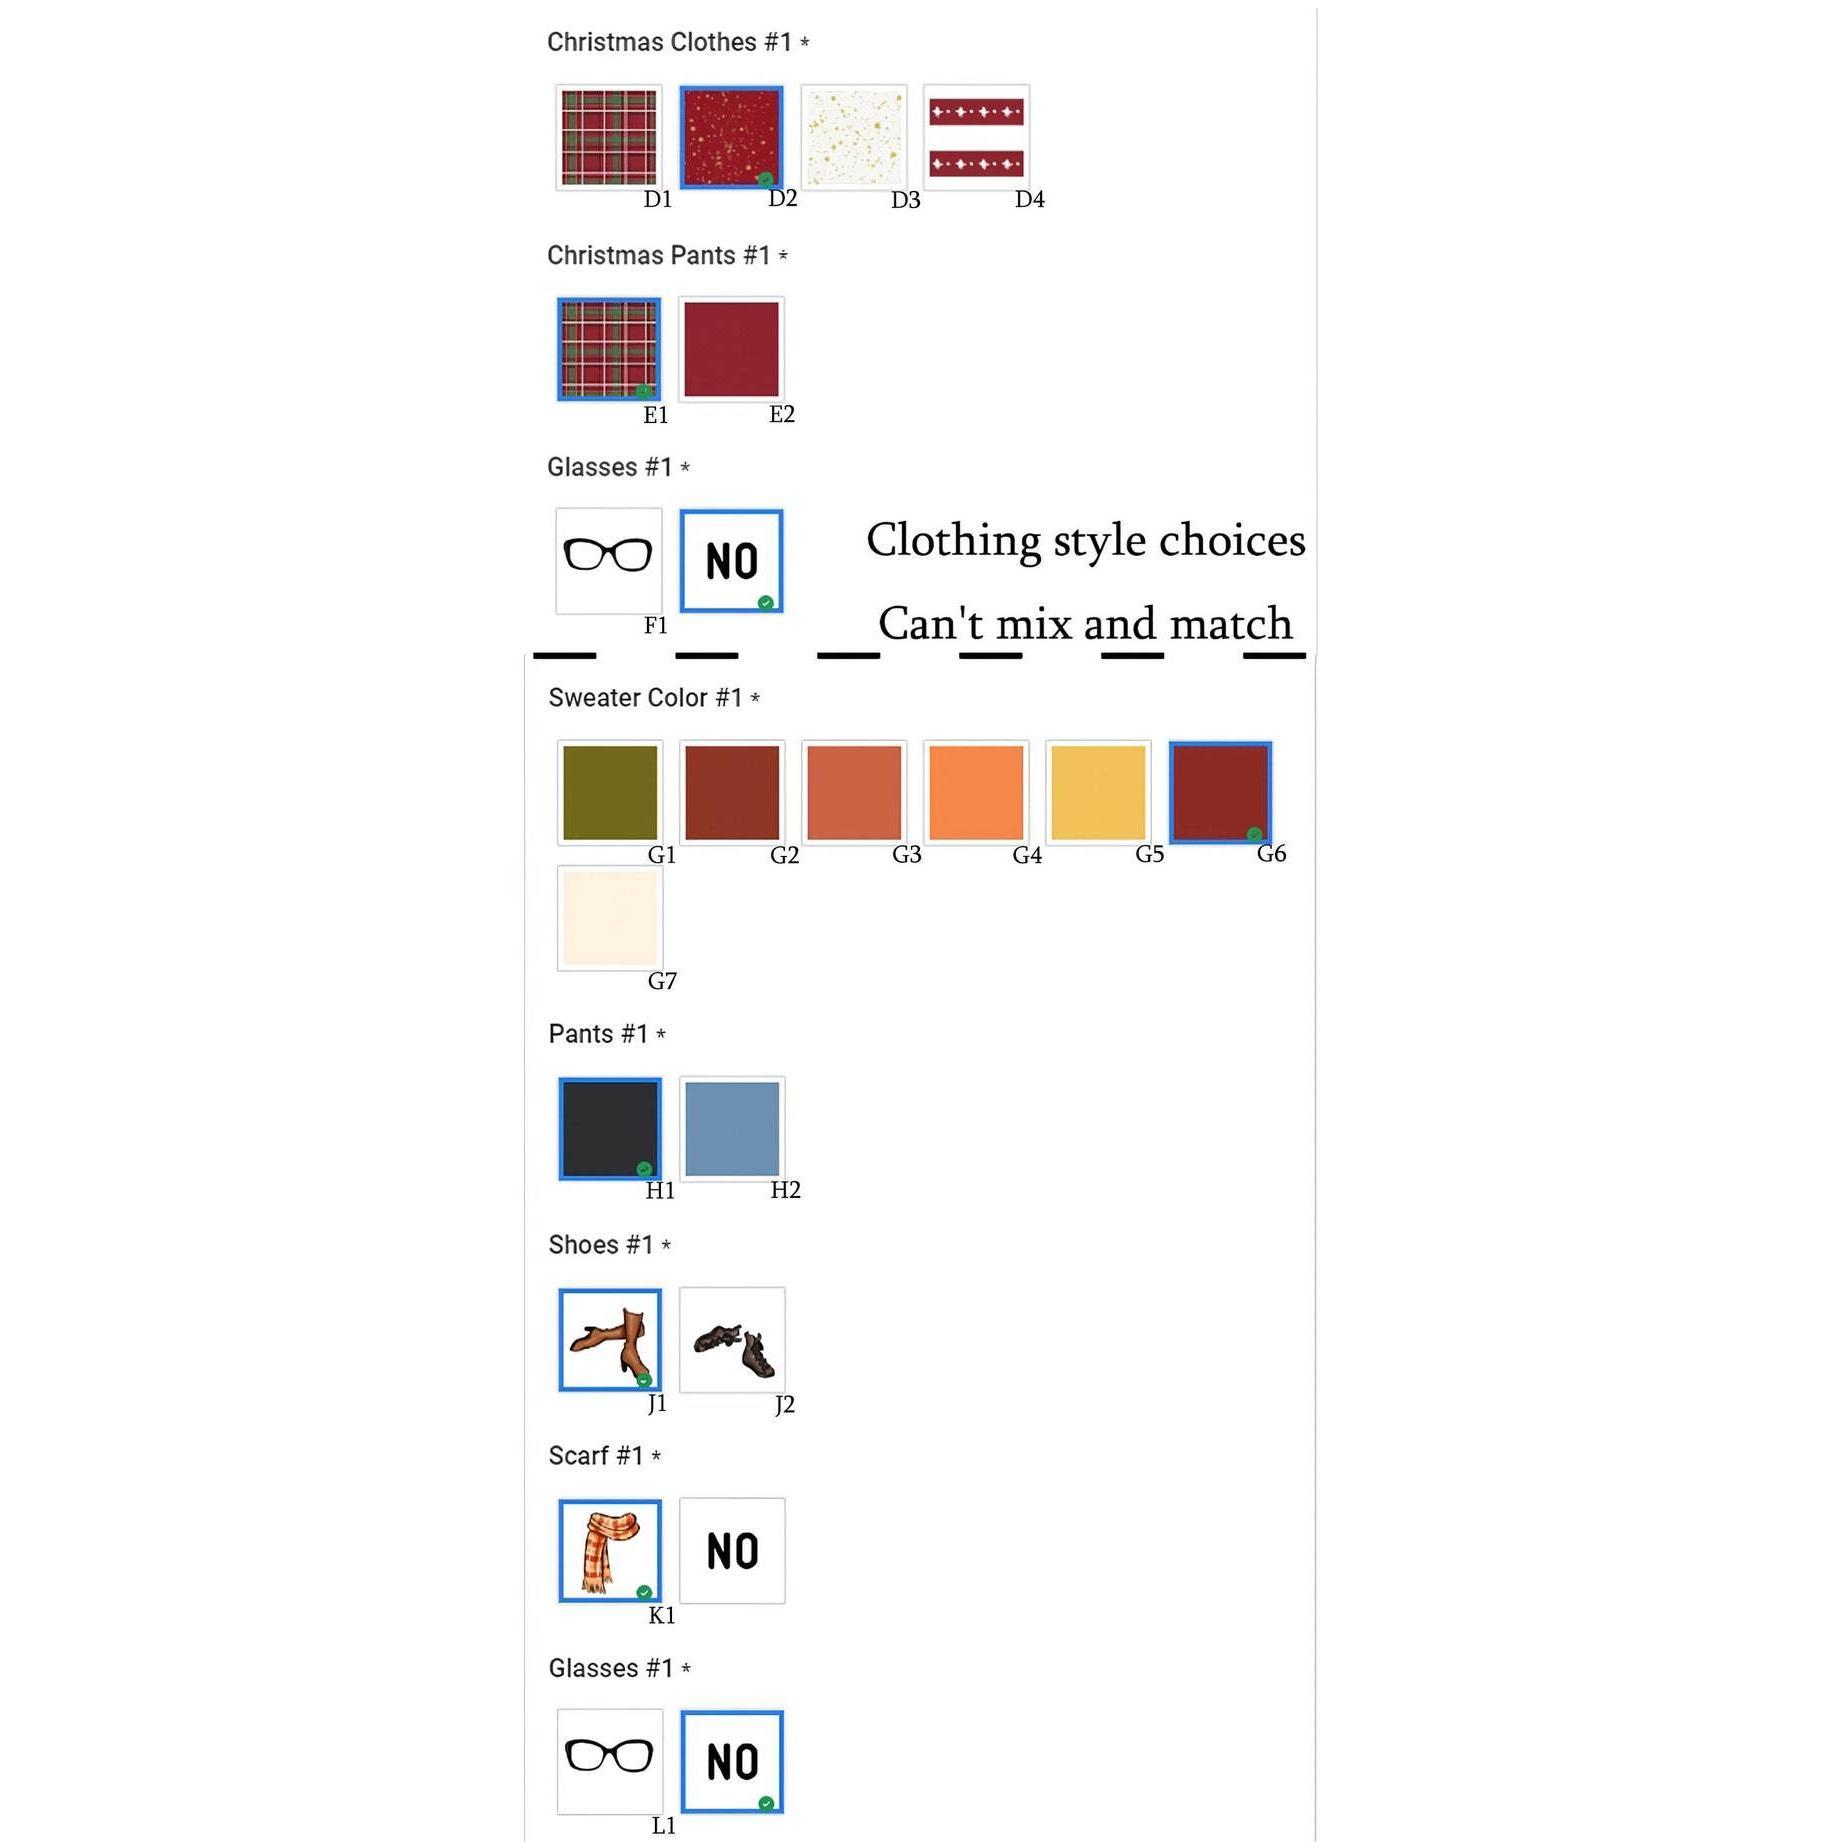 Christmas Clothes #1 *
D1 D2 D3 D4
Christmas Pants #1 *
E1 E2
Glasses #1 *
NO
F1
Clothing style choices
Can't mix and match
Sweater Color #1 *
G1 G2 G3 G4 G5 G6
G7
Pants #1 *
H1 H2
Shoes #1 *
J1 J2
Scarf #1 *
NO
K1
Glasses #1 *
NO
L1